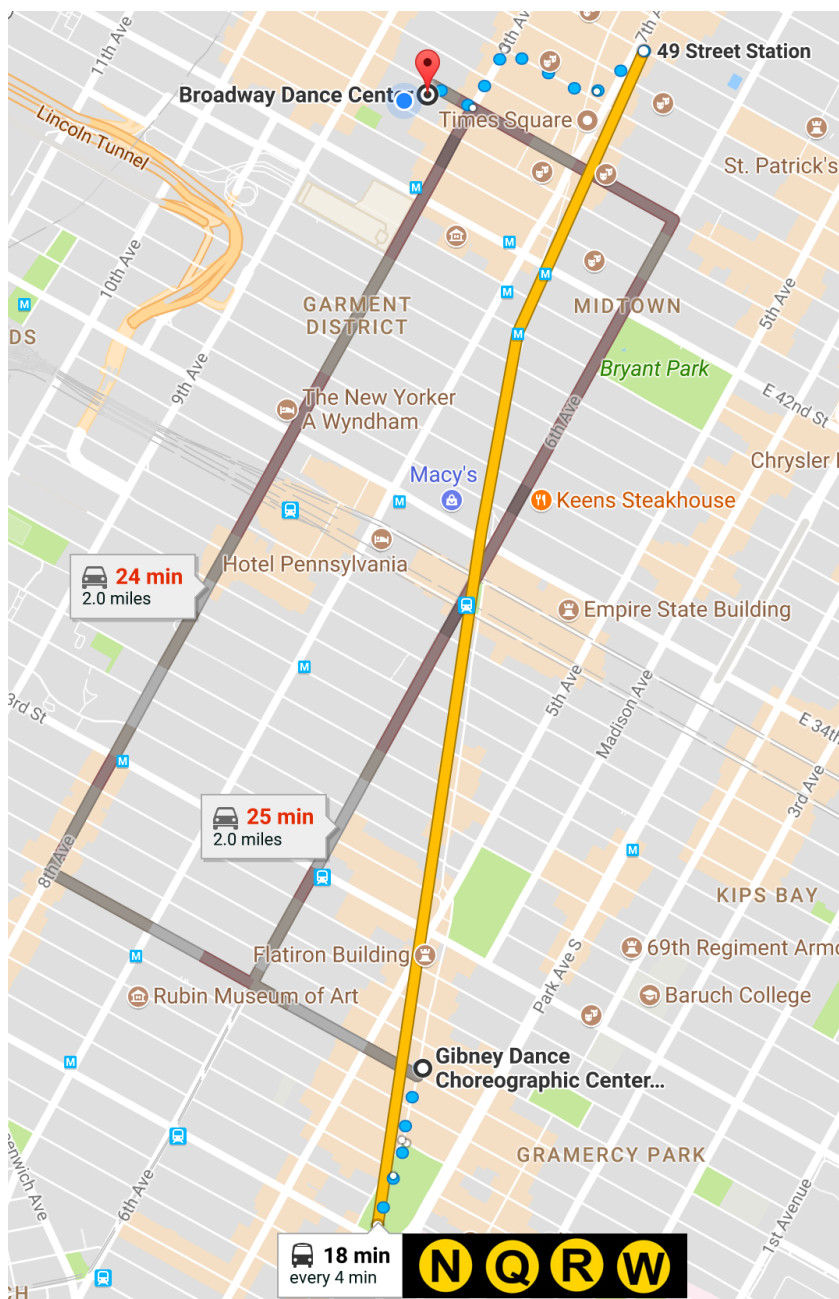 11th Ave
8th Ave
7th A
49 Street Station
Broadway Dance Center
Times Square
Lincoln Tunnel
St. Patrick's
10th Ave
GARMENT
DISTRICT
MIDTOWN
5th Ave
DS
9th Ave
Bryant Park
E 42nd St
The New Yorker
A Wyndham
6th Ave
Chrysler
Macy's
Keens Steakhouse
Hotel Pennsylvania
24 min
2.0 miles
Empire State Building
5th Ave
Madison Ave
3rd St
E 34th
3rd Ave
25 min
2.0 miles
8th Ave
KIPS BAY
Flatiron Building
69th Regiment Armo
Park Ave S
Rubin Museum of Art
Baruch College
Gibney Dance
Choreographic Center...
GRAMERCY PARK
eenwich Ave
6th Ave
1st Avenue
18 min
every 4 min
N Q R W
CH